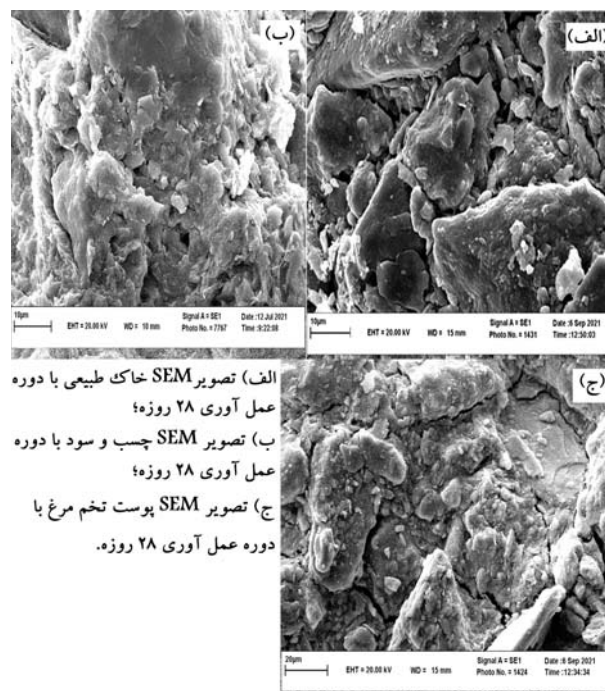 (الف)
10µm
EHT = 20.00 kV
WD = 15 mm
Signal A = SE1
Photo No. = 1431
Date :6 Sep 2021
Time :12:50:03
(ب)
10µm
EHT = 20.00 kV
WD = 10 mm
Signal A = SE1
Photo No. = 7767
Date :12 Jul 2021
Time :9:22:08
(ج)
20µm
EHT = 20.00 kV
WD = 15 mm
Signal A = SE1
Photo No. = 1424
Date :6 Sep 2021
Time :12:34:34
الف) تصویر SEM خاک طبیعی با دوره
عمل آوری ۲۸ روزه؛
ب) تصویر SEM چسب و سود با دوره
عمل آوری ۲۸ روزه؛
ج) تصویر SEM پوست تخم مرغ با
دوره عمل آوری ۲۸ روزه.